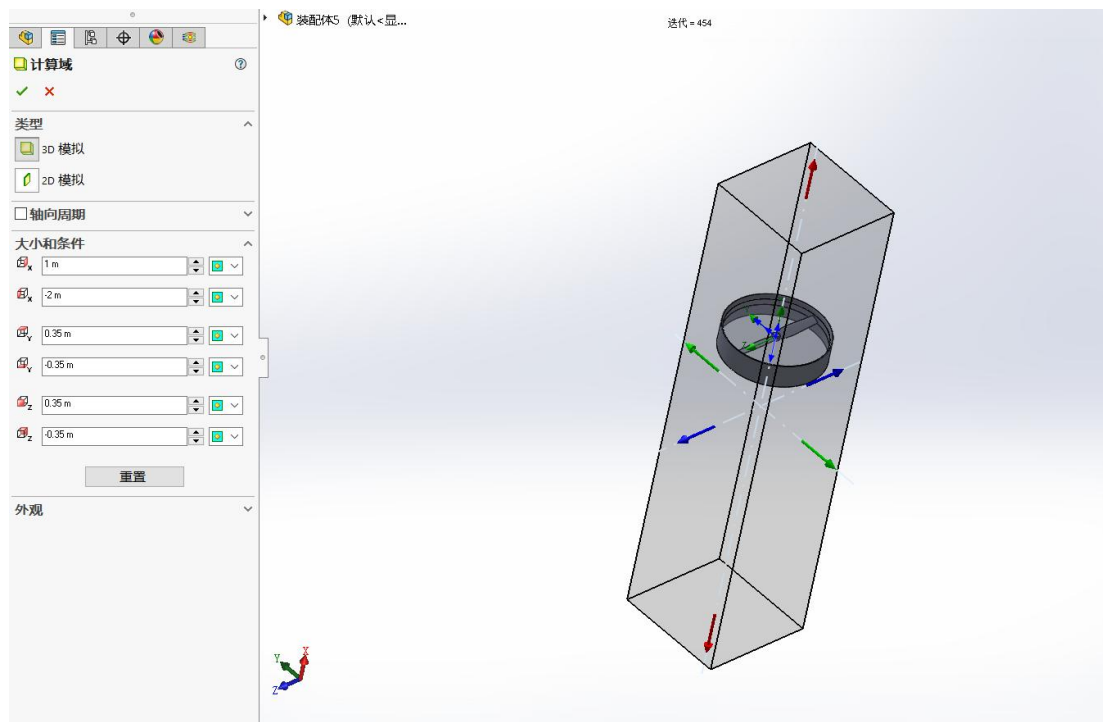 装配体5 (默认<显...
迭代 = 454
计算域
类型
3D 模拟
2D 模拟
轴向周期
大小和条件
X 1 m
X -2 m
Y 0.35 m
Y -0.35 m
Z 0.35 m
Z -0.35 m
重置
外观
Y
X
Z